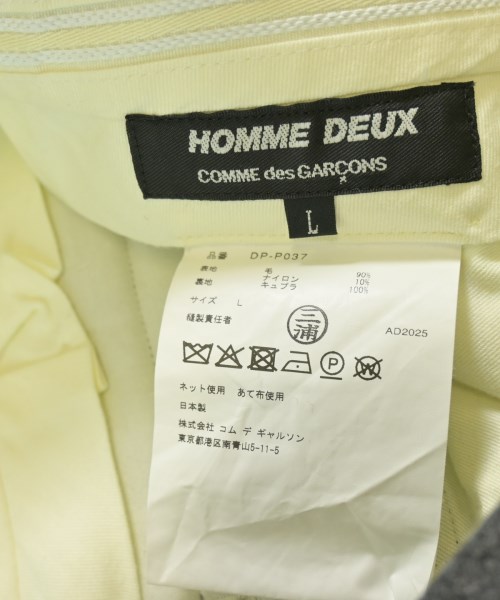 HOMME DEUX
COMME des GARÇONS
L
品番 DP-P037
表地 毛 90%
ナイロン 10%
裏地 キュプラ 100%
サイズ L
縫製責任者 三浦 AD2025
P W
ネット使用 あて布使用
日本製
株式会社 コム デ ギャルソン
東京都港区南青山5-11-5